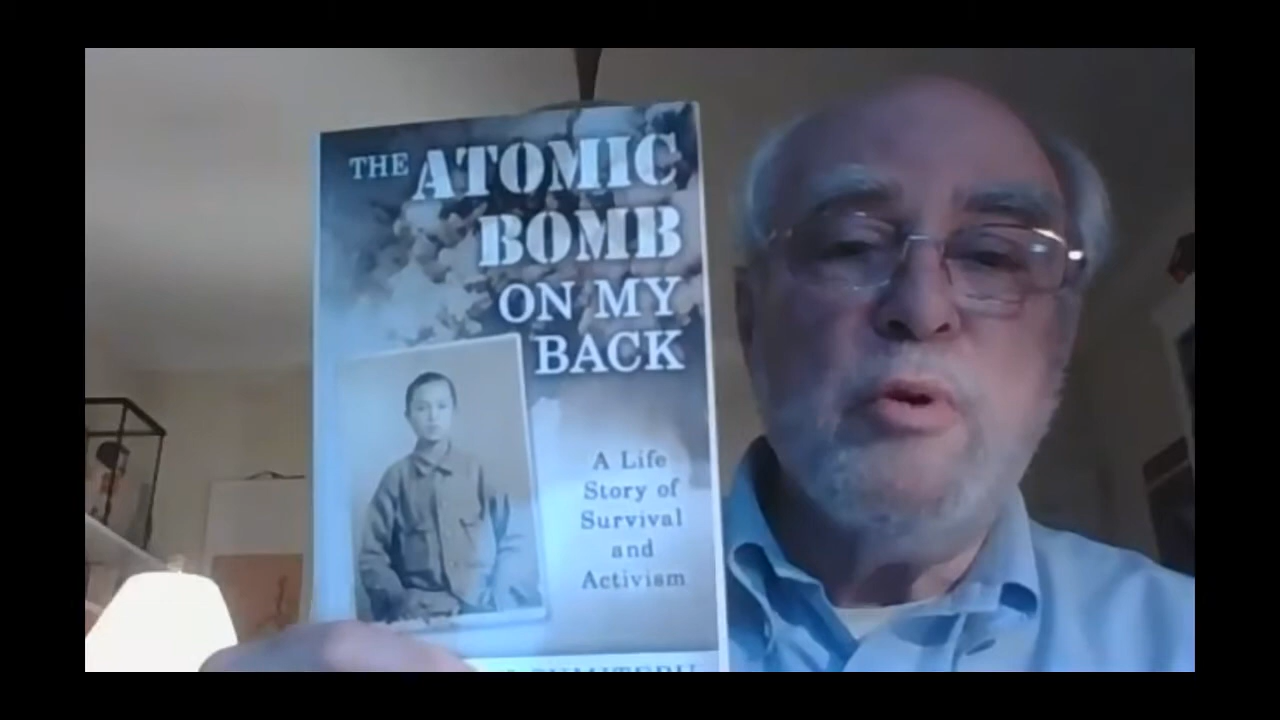 THE ATOMIC
BOMB
ON MY
BACK
A Life
Story of
Survival
and
Activism